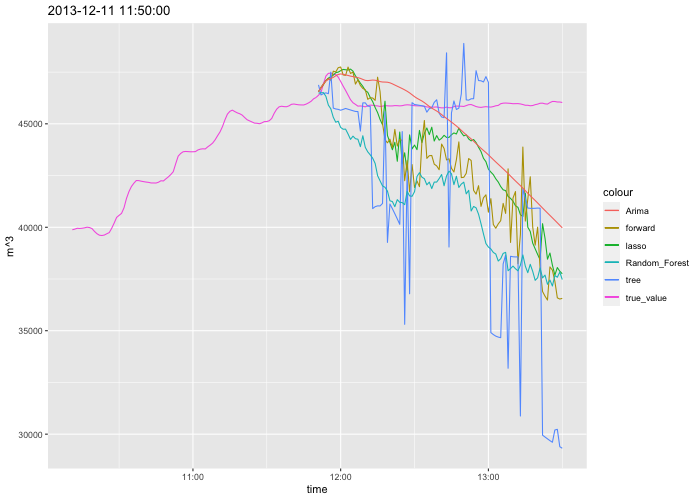 2013-12-11 11:50:00
m^3
45000
40000
35000
30000
11:00
12:00
13:00
time
colour
Arima
forward
lasso
Random_Forest
tree
true_value